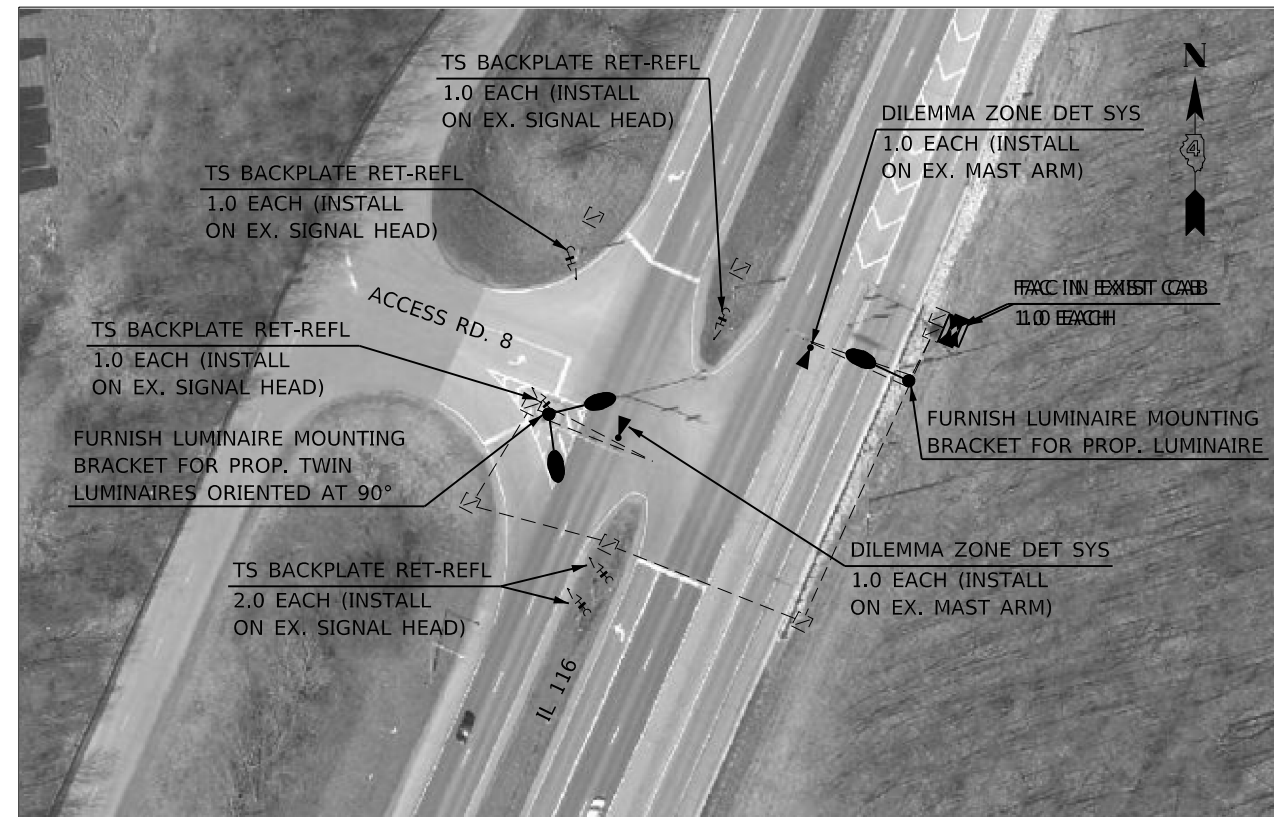 TS BACKPLATE RET-REFL
1.0 EACH (INSTALL
ON EX. SIGNAL HEAD)
N
4
DILEMMA ZONE DET SYS
1.0 EACH (INSTALL
ON EX. MAST ARM)
TS BACKPLATE RET-REFL
1.0 EACH (INSTALL
ON EX. SIGNAL HEAD)
ACCESS RD. 8
FAC IN EXIST CAB
1.0 EACH
TS BACKPLATE RET-REFL
1.0 EACH (INSTALL
ON EX. SIGNAL HEAD)
FURNISH LUMINAIRE MOUNTING
BRACKET FOR PROP. LUMINAIRE
FURNISH LUMINAIRE MOUNTING
BRACKET FOR PROP. TWIN
LUMINAIRES ORIENTED AT 90°
DILEMMA ZONE DET SYS
1.0 EACH (INSTALL
ON EX. MAST ARM)
TS BACKPLATE RET-REFL
2.0 EACH (INSTALL
ON EX. SIGNAL HEAD)
IL 116